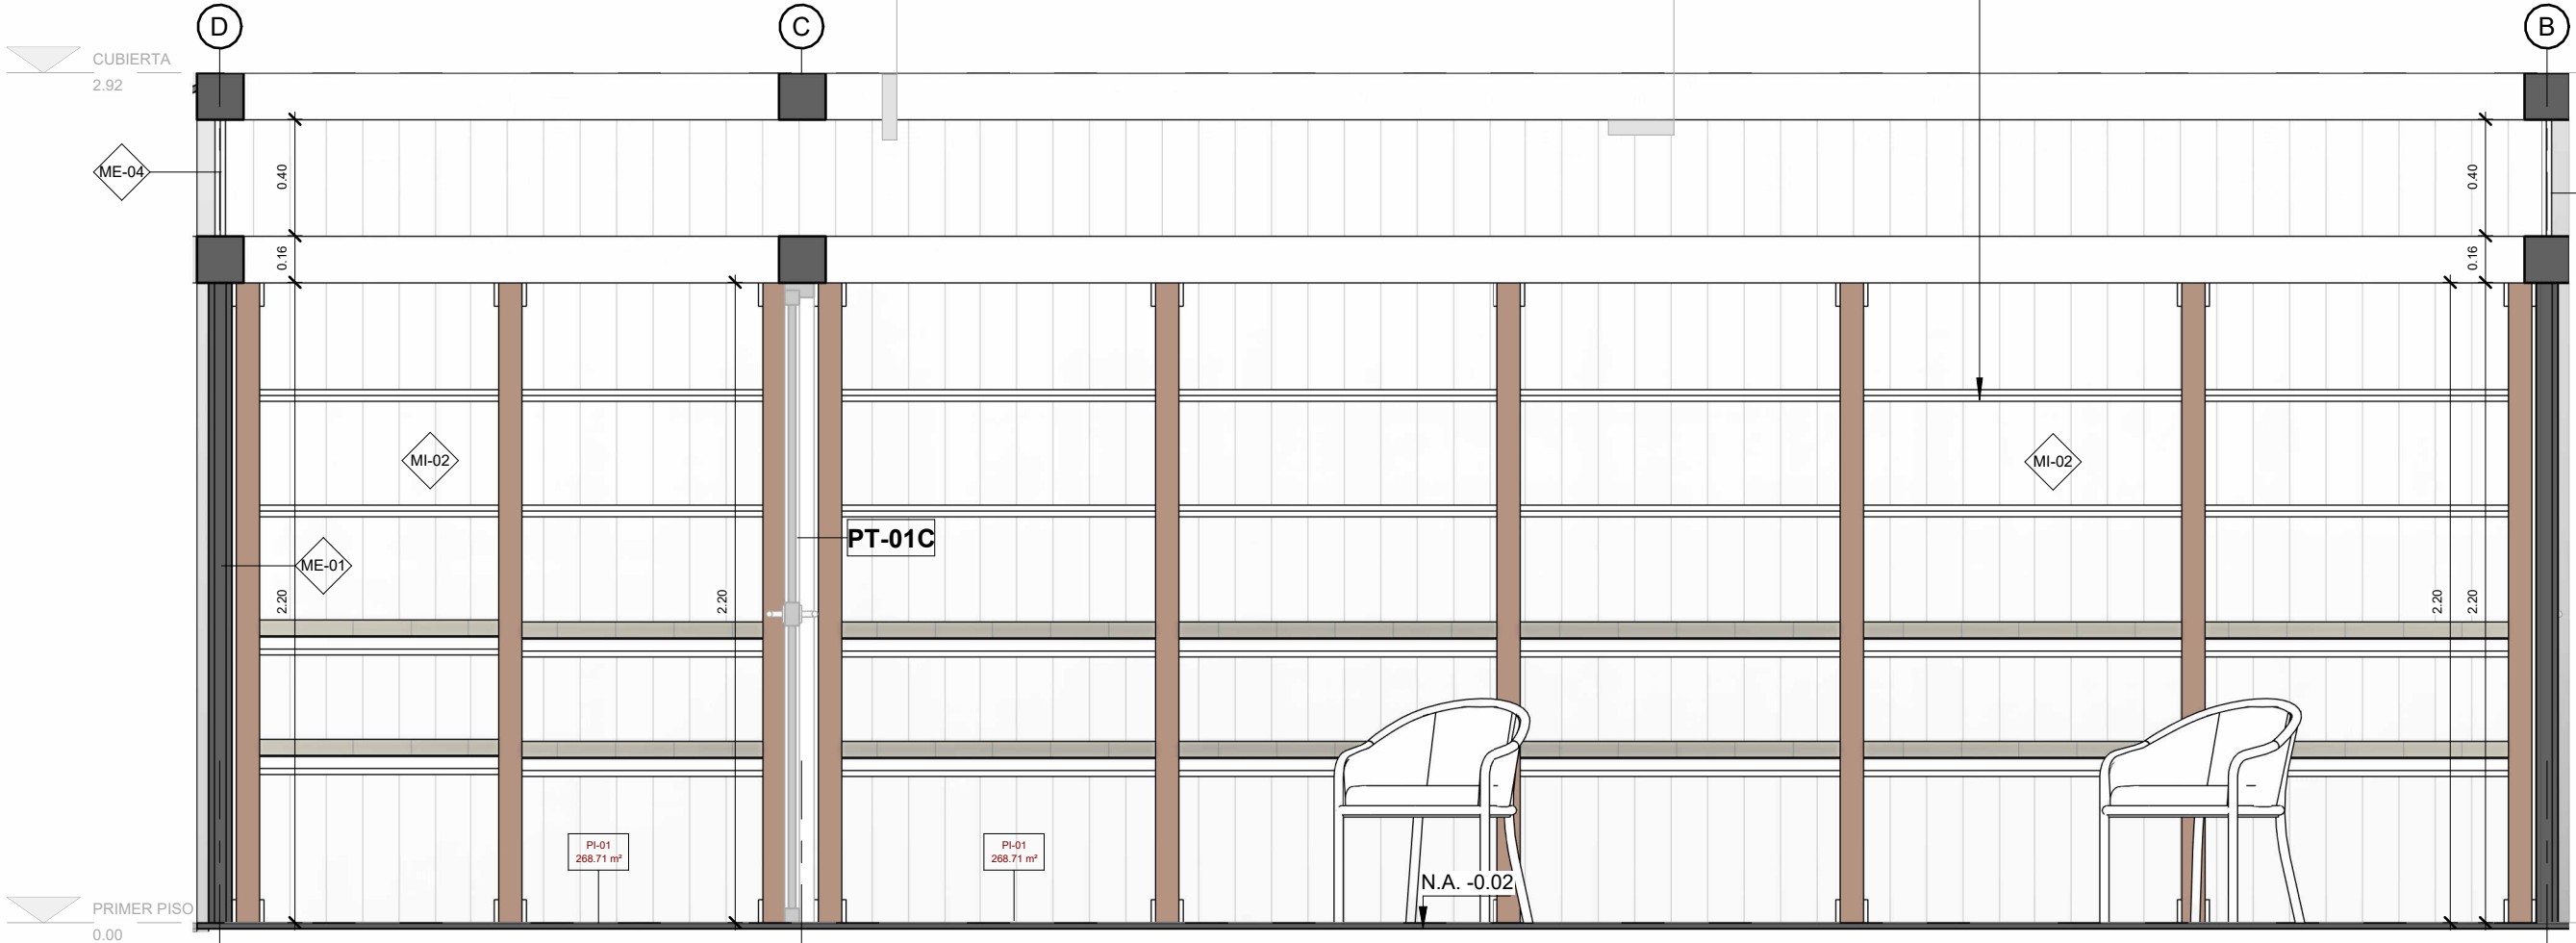 D
C
B
CUBIERTA
2.92
ME-04
0.40
0.40
0.16
0.16
MI-02
MI-02
PT-01C
ME-01
2.20
2.20
2.20
2.20
PI-01
268.71 m²
PI-01
268.71 m²
N.A. -0.02
PRIMER PISO
0.00